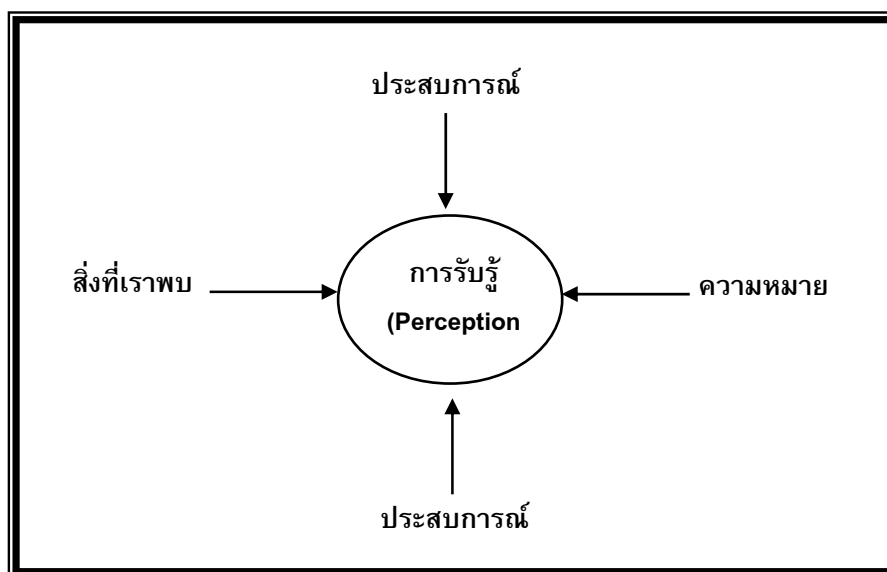 ประสบการณ์
สิ่งที่เราพบ
การรับรู้
(Perception
ความหมาย
ประสบการณ์